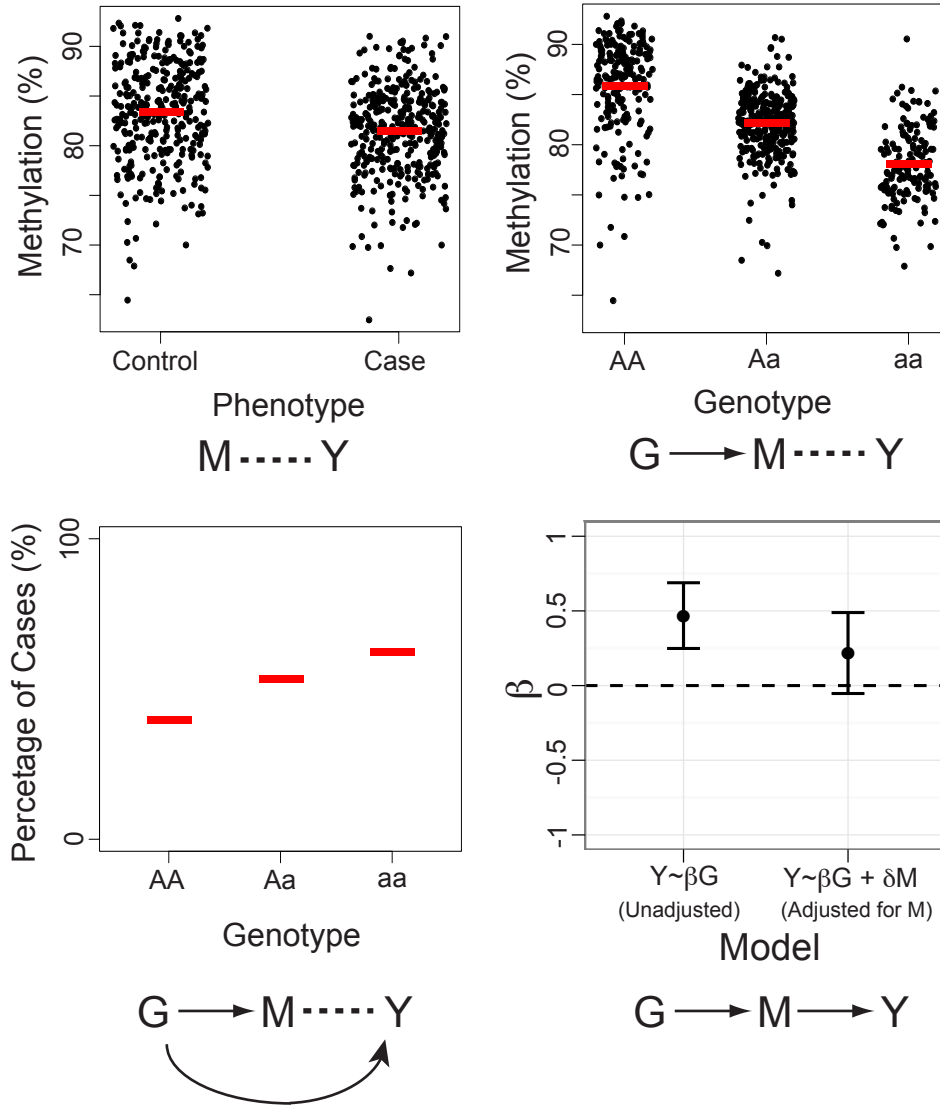 Methylation (%)
90
80
70
Control Case
Phenotype
M Y
Methylation (%)
90
80
70
AA Aa aa
Genotype
G M Y
Percetage of Cases (%)
100
0
AA Aa aa
Genotype
G M Y
β
1
0.5
0
-0.5
-1
Y~βG Y~βG + δM
(Unadjusted) (Adjusted for M)
Model
G M Y